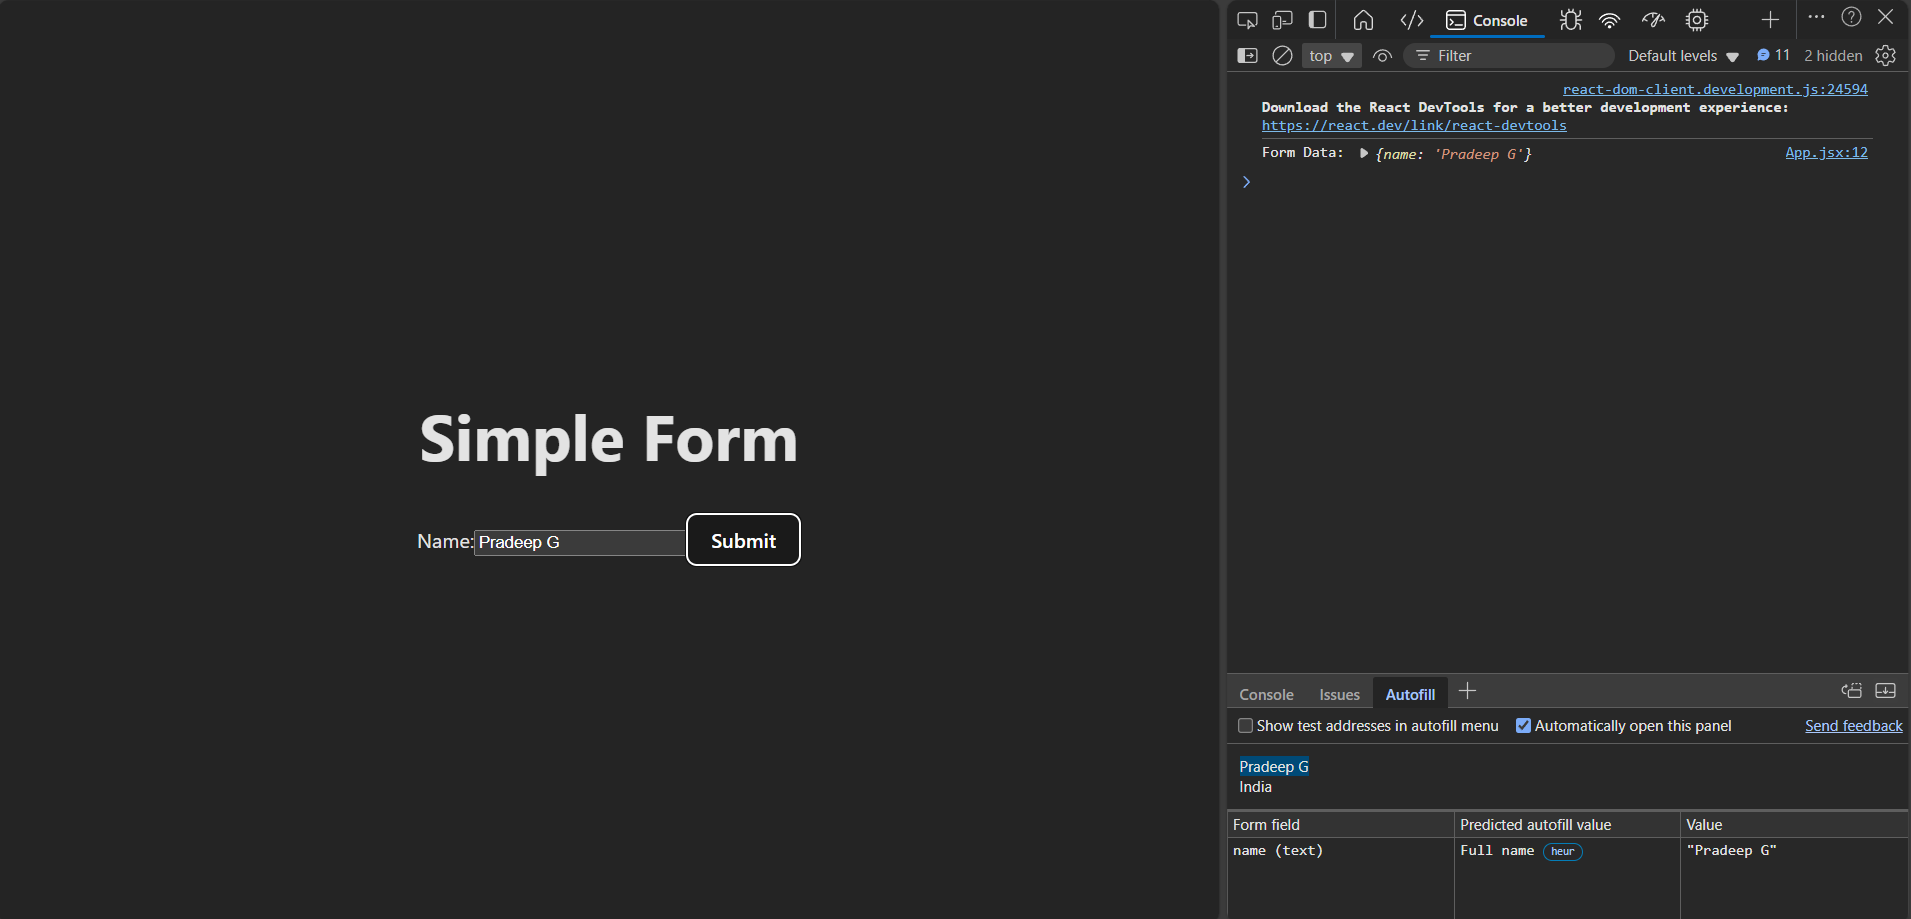 Simple Form
Name: Pradeep G Submit
Console
top Filter Default levels 11 2 hidden
react-dom-client.development.js:24594
Download the React DevTools for a better development experience:
https://react.dev/link/react-devtools
Form Data: {name: 'Pradeep G'} App.jsx:12
Console Issues Autofill
Show test addresses in autofill menu Automatically open this panel Send feedback
Pradeep G
India
Form field Predicted autofill value Value
name (text) Full name heur "Pradeep G"